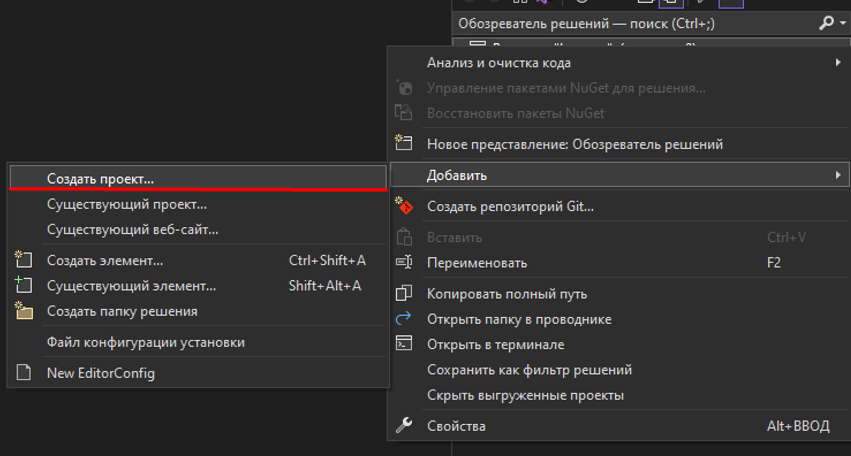 Обозреватель решений — поиск (Ctrl+;)
Анализ и очистка кода
Управление пакетами NuGet для решения...
Восстановить пакеты NuGet
Новое представление: Обозреватель решений
Добавить
Создать репозиторий Git...
Вставить Ctrl+V
Переименовать F2
Копировать полный путь
Открыть папку в проводнике
Открыть в терминале
Сохранить как фильтр решений
Скрыть выгруженные проекты
Свойства Alt+ВВОД
Создать проект...
Существующий проект...
Существующий веб-сайт...
Создать элемент... Ctrl+Shift+A
Существующий элемент... Shift+Alt+A
Создать папку решения
Файл конфигурации установки
New EditorConfig